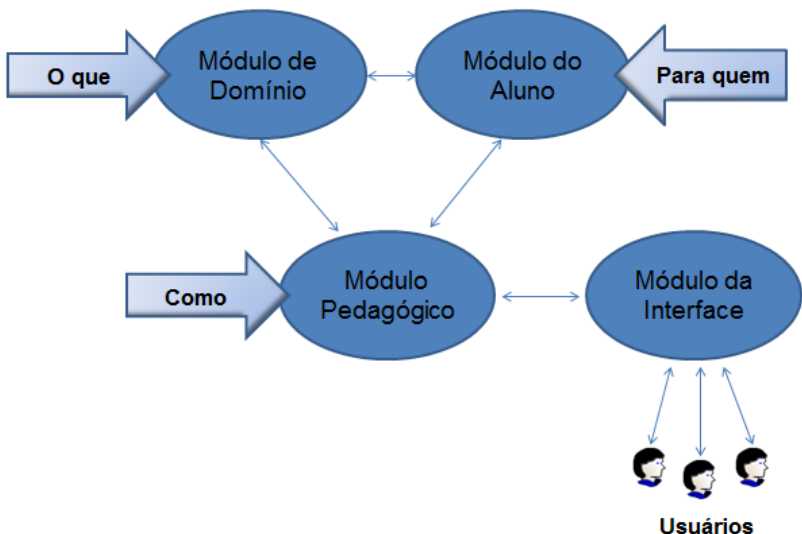 O que
Módulo de
Domínio
Módulo do
Aluno
Para quem
Como
Módulo
Pedagógico
Módulo da
Interface
Usuários